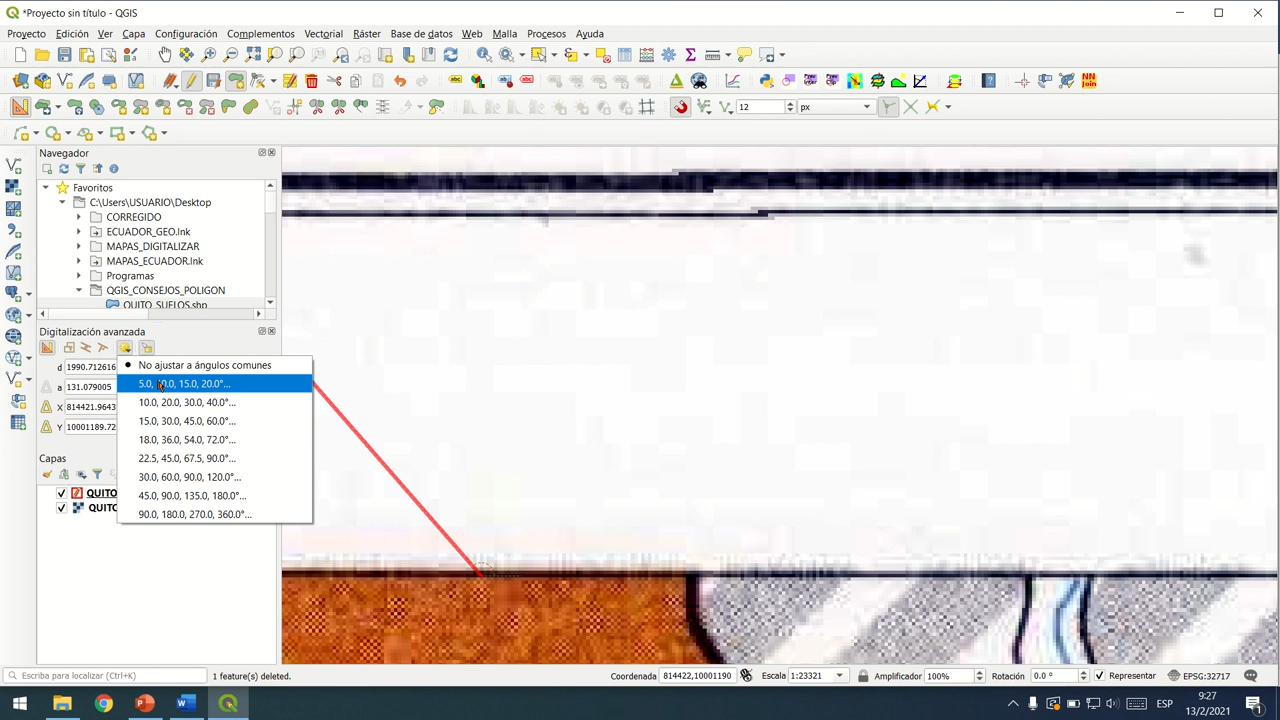 *Proyecto sin título - QGIS
Proyecto Edición Ver Capa Configuración Complementos Vectorial Ráster Base de datos Web Malla Procesos Ayuda
12 px
Navegador
Favoritos
C:\Users\USUARIO\Desktop
CORREGIDO
ECUADOR_GEO.lnk
MAPAS_DIGITALIZAR
MAPAS_ECUADOR.lnk
Programas
QGIS_CONSEJOS_POLIGON
QUITO_SUELOS.shp
Digitalización avanzada
d 1990.712616
a 131.079005
X 814421.9643
Y 10001189.72
No ajustar a ángulos comunes
5.0, 10.0, 15.0, 20.0°...
10.0, 20.0, 30.0, 40.0°...
15.0, 30.0, 45.0, 60.0°...
18.0, 36.0, 54.0, 72.0°...
22.5, 45.0, 67.5, 90.0°...
30.0, 60.0, 90.0, 120.0°...
45.0, 90.0, 135.0, 180.0°...
90.0, 180.0, 270.0, 360.0°...
Capas
QUITO
QUITO
Escriba para localizar (Ctrl+K) 1 feature(s) deleted. Coordenada 814422,10001190 Escala 1:23321 Amplificador 100% Rotación 0.0 ° Representar EPSG:32717
ESP
9:27
13/2/2021